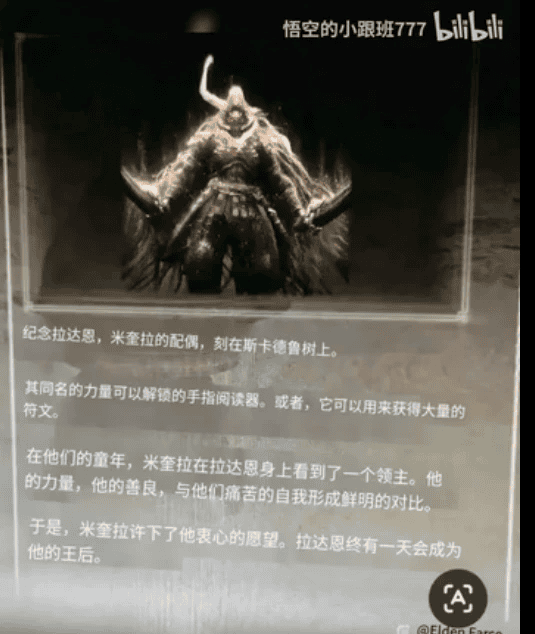 悟空的小跟班777 bilibili
纪念拉达恩，米奎拉的配偶，刻在斯卡德鲁树上。
其同名的力量可以解锁的手指阅读器。或者，它可以用来获得大量的
符文。
在他们的童年，米奎拉在拉达恩身上看到了一个领主。他
的力量，他的善良，与他们痛苦的自我形成鲜明的对比。
于是，米奎拉许下了他衷心的愿望。拉达恩终有一天会成为
他的王后。
@Elden Farse